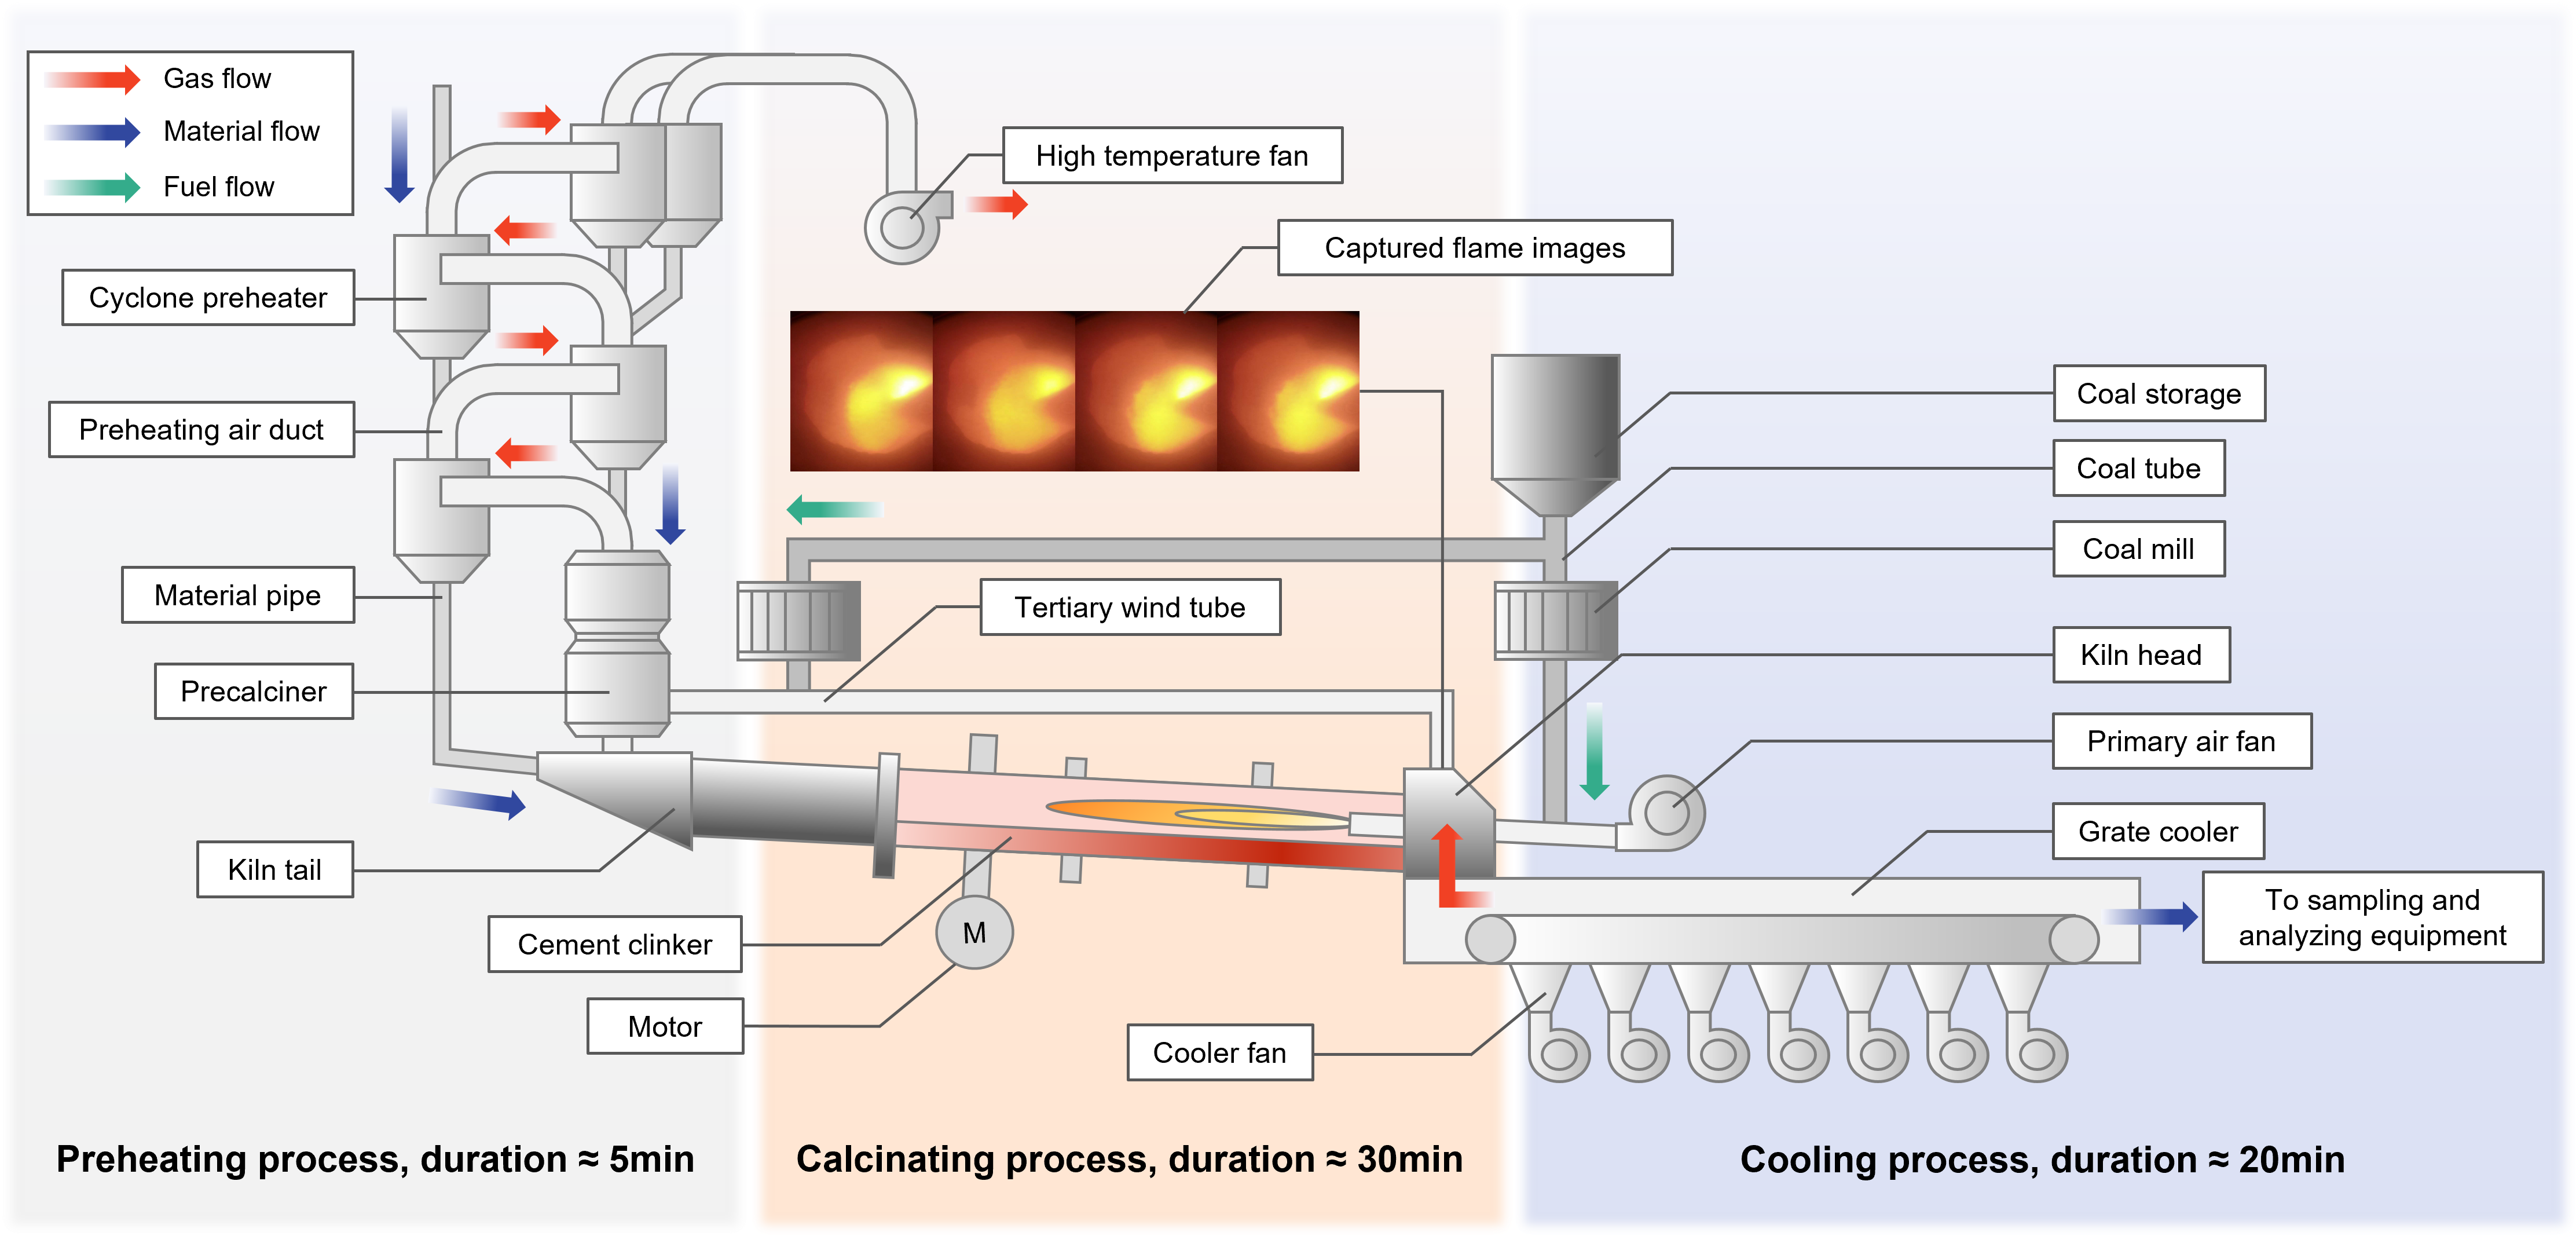 Gas flow
Material flow
Fuel flow
High temperature fan
Captured flame images
Cyclone preheater
Preheating air duct
Material pipe
Precalciner
Kiln tail
Cement clinker
Motor
M
Tertiary wind tube
Coal storage
Coal tube
Coal mill
Kiln head
Primary air fan
Grate cooler
To sampling and
analyzing equipment
Cooler fan
Preheating process, duration ≈ 5min
Calcinating process, duration ≈ 30min
Cooling process, duration ≈ 20min